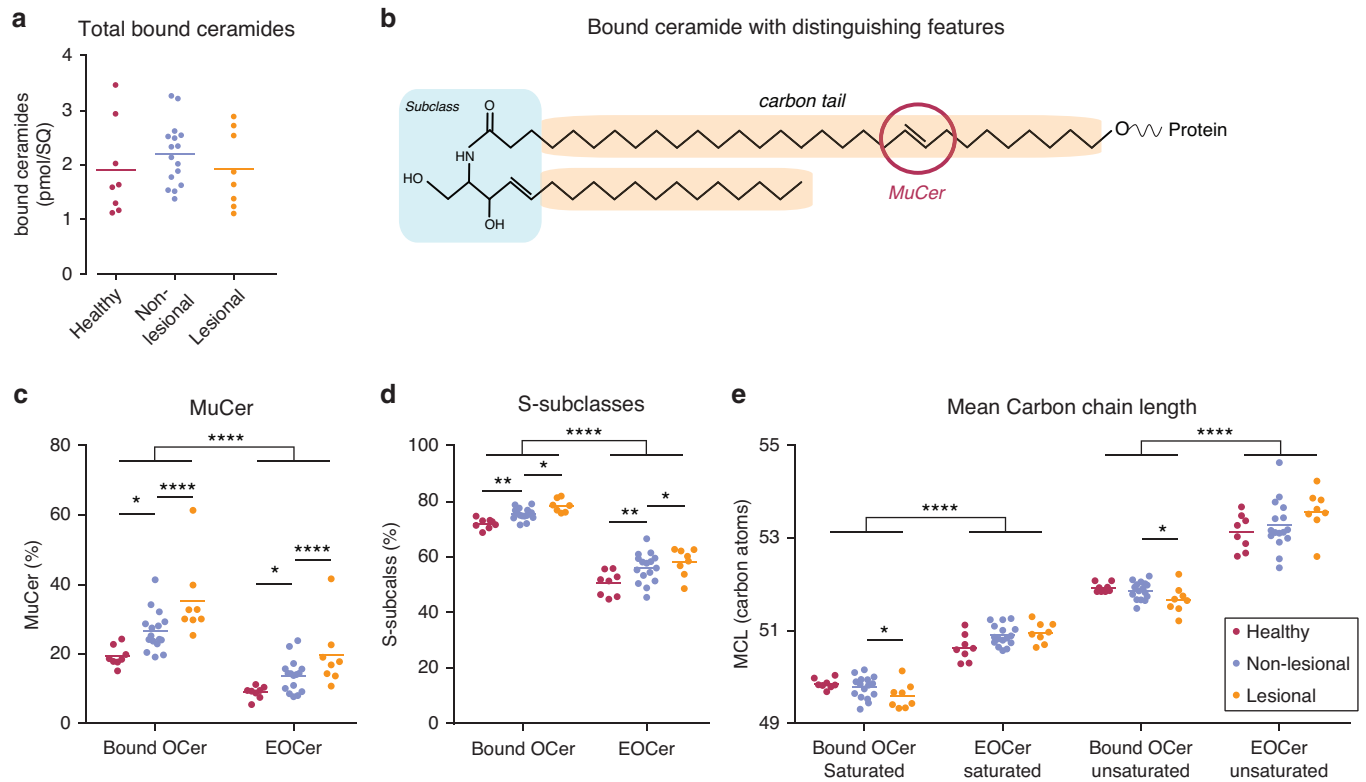 a
Total bound ceramides
bound ceramides
(pmol/SQ)
4
3
2
1
0
Healthy
Non-
lesional
Lesional
b
Bound ceramide with distinguishing features
Subclass
carbon tail
O
HN
HO
OH
O
Protein
MuCer
c
MuCer
MuCer (%)
80
60
40
20
0
****
*
****
*
****
Bound OCer
EOCer
d
S-subclasses
S-subcalss (%)
100
80
60
40
20
0
****
**
*
**
*
Bound OCer
EOCer
e
Mean Carbon chain length
MCL (carbon atoms)
55
53
51
49
****
*
****
*
Bound OCer
Saturated
EOCer
saturated
Bound OCer
unsaturated
EOCer
unsaturated
Healthy
Non-lesional
Lesional